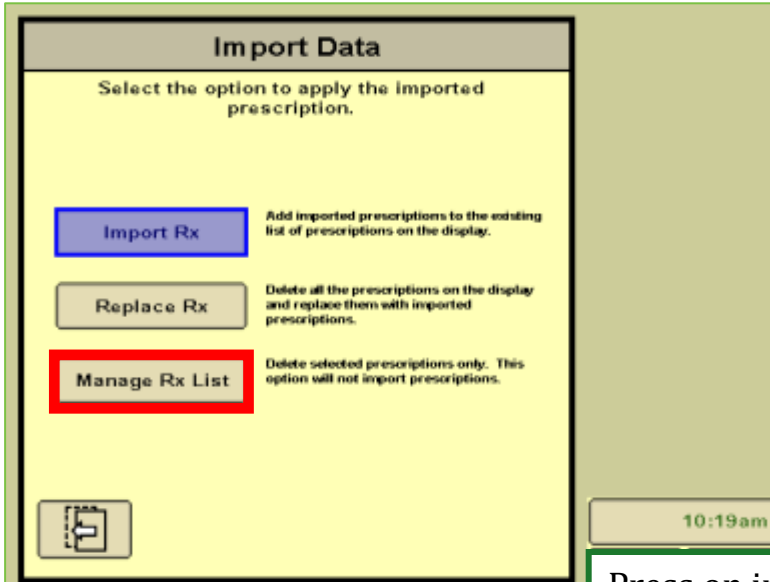 Import Data
Select the option to apply the imported
prescription.
Import Rx
Add imported prescriptions to the existing
list of prescriptions on the display.
Replace Rx
Delete all the prescriptions on the display
and replace them with imported
prescriptions.
Manage Rx List
Delete selected prescriptions only. This
option will not import prescriptions.
10:19am
Press on